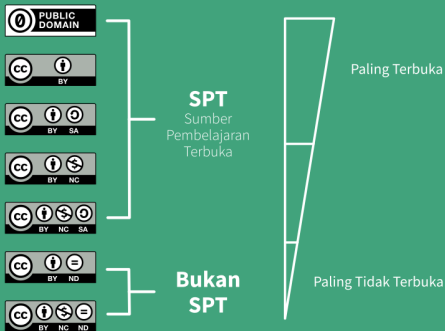 0 PUBLIC
DOMAIN
cc
BY
cc
BY SA
cc
BY NC
cc
BY NC SA
cc
BY ND
cc
BY NC ND
SPT
Sumber
Pembelajaran
Terbuka
Bukan
SPT
Paling Terbuka
Paling Tidak Terbuka